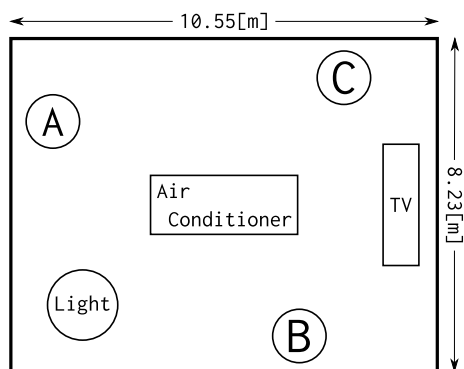 10.55[m]
C
A
8.23[m]
Air
Conditioner
TV
Light
B